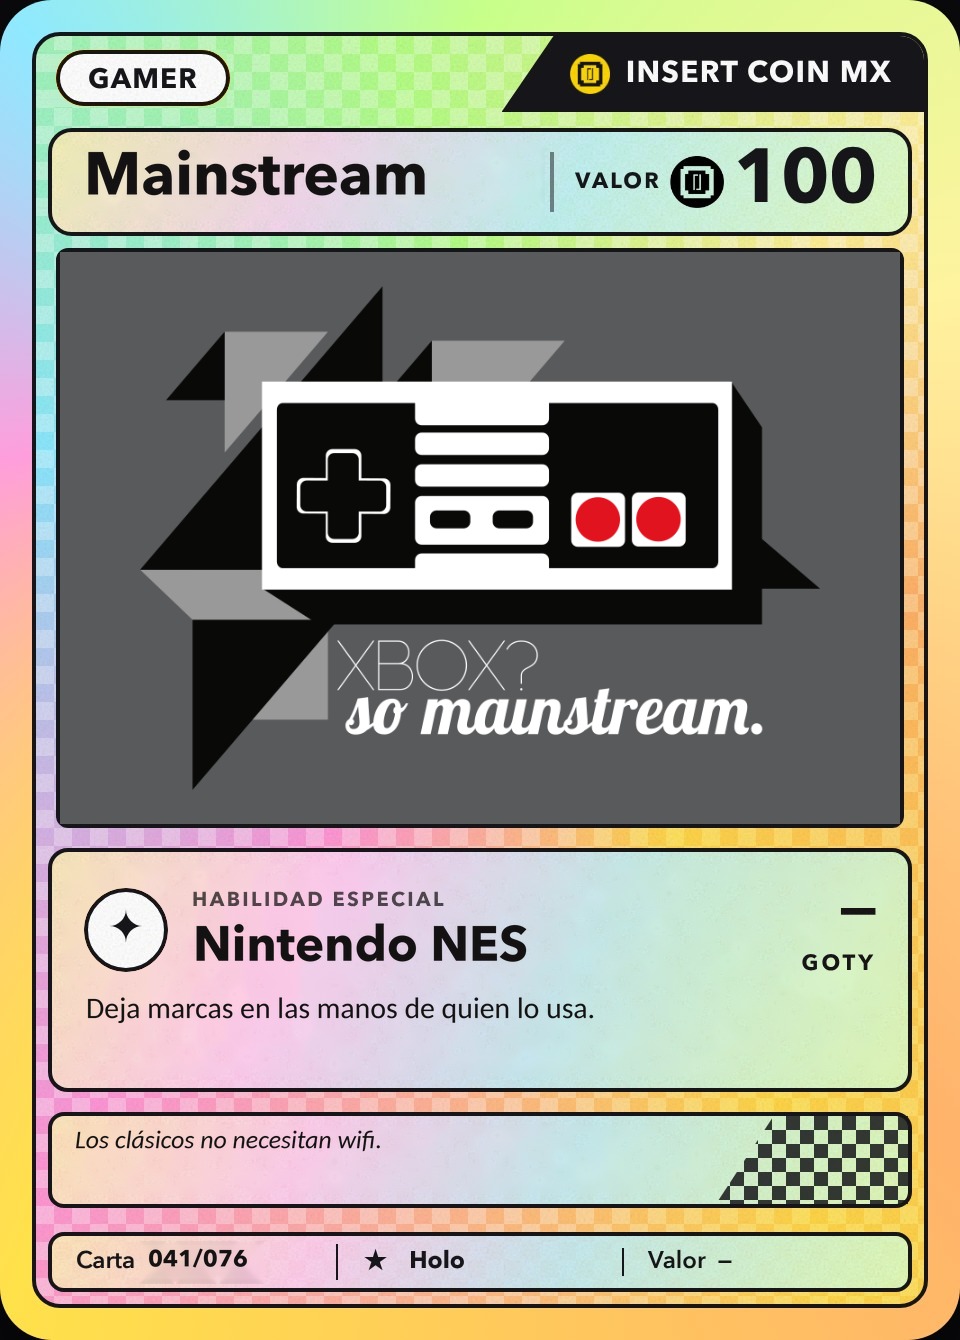 GAMER
INSERT COIN MX
Mainstream
VALOR 100
XBOX?
so mainstream.
HABILIDAD ESPECIAL
Nintendo NES
–
GOTY
Deja marcas en las manos de quien lo usa.
Los clásicos no necesitan wifi.
Carta 041/076 ★ Holo Valor –